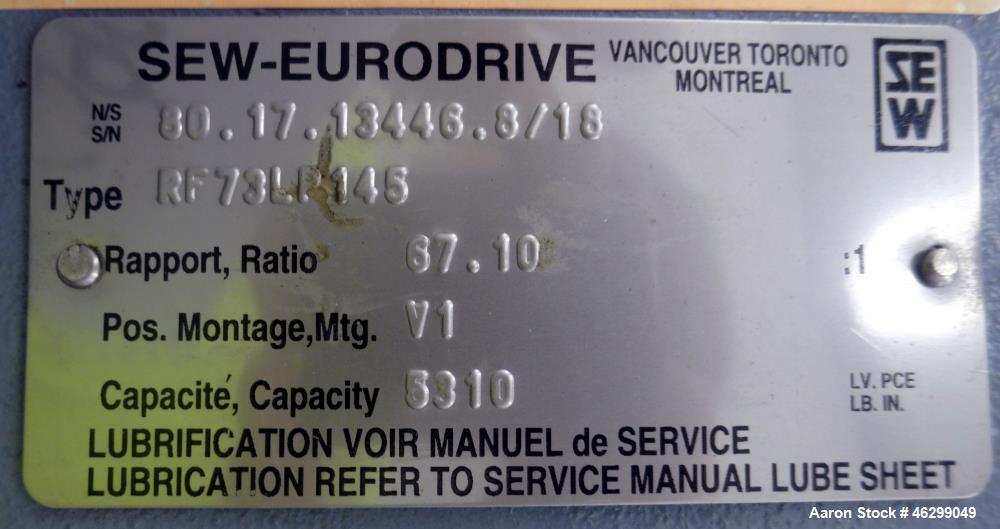 SEW-EURODRIVE VANCOUVER TORONTO
MONTREAL
SEW
N/S
S/N 80.17.13446.8/18
Type RF73LP145
Rapport, Ratio 67.10 :1
Pos. Montage,Mtg. V1
Capacité, Capacity 5310 LV. PCE
LB. IN.
LUBRIFICATION VOIR MANUEL de SERVICE
LUBRICATION REFER TO SERVICE MANUAL LUBE SHEET
Aaron Stock # 46299049